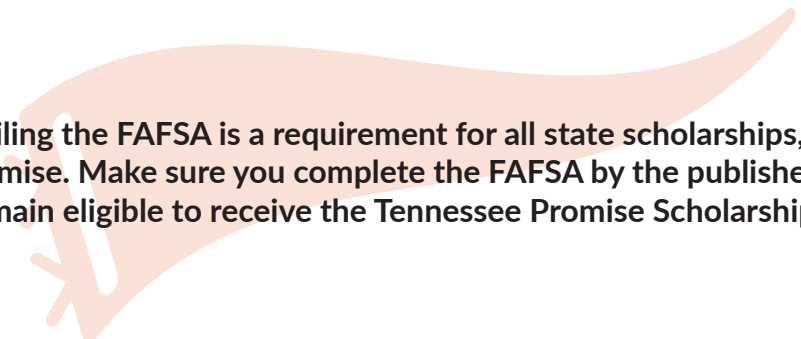 iling the FAFSA is a requirement for all state scholarships,
mise. Make sure you complete the FAFSA by the publishe
main eligible to receive the Tennessee Promise Scholarship